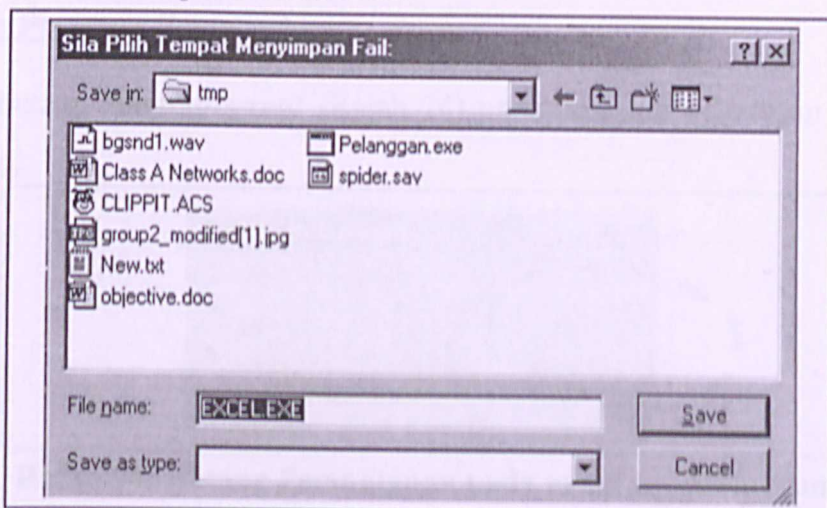 Sila Pilih Tempat Menyimpan Fail:
Save in: tmp
bgsnd1.wav
Class A Networks.doc
CLIPPIT.ACS
group2_modified[1].jpg
New.txt
objective.doc
Pelanggan.exe
spider.sav
File name: EXCEL.EXE
Save
Save as type:
Cancel